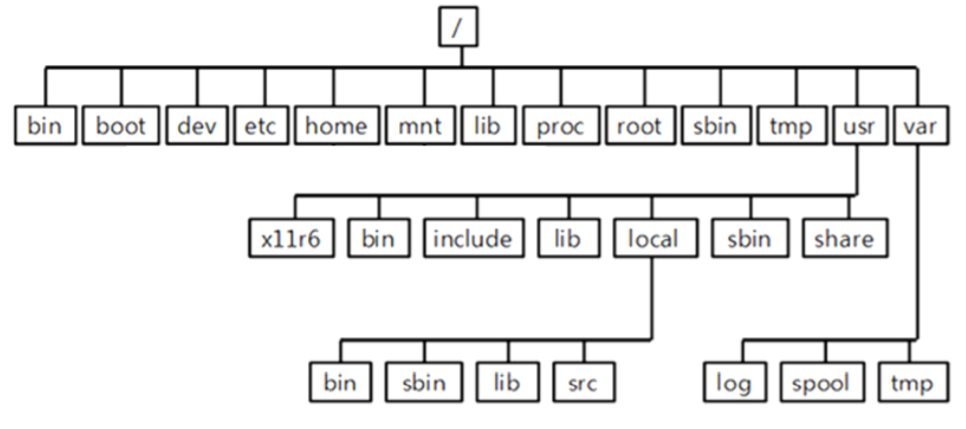 /
bin boot dev etc home mnt lib proc root sbin tmp usr var
x11r6 bin include lib local sbin share
bin sbin lib src log spool tmp